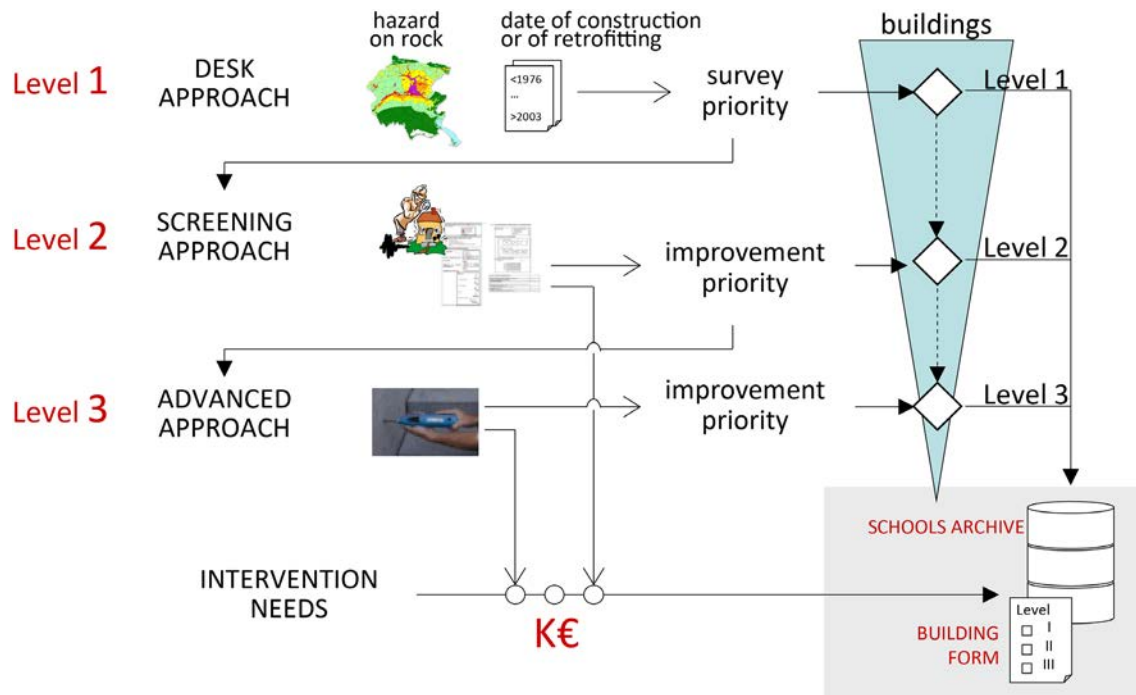 hazard
on rock
date of construction
or of retrofitting
buildings
Level 1
DESK
APPROACH
<1976
...
>2003
survey
priority
Level 1
Level 2
SCREENING
APPROACH
improvement
priority
Level 2
Level 3
ADVANCED
APPROACH
improvement
priority
Level 3
SCHOOLS ARCHIVE
INTERVENTION
NEEDS
K€
BUILDING
FORM
Level
I
II
III